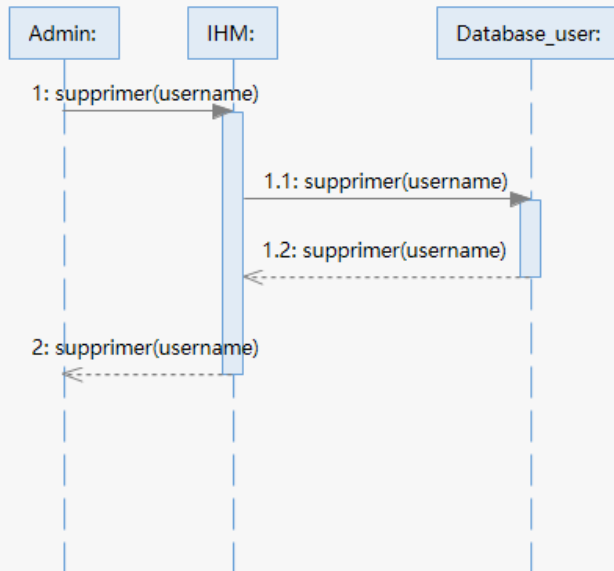 Admin:
IHM:
Database_user:
1: supprimer(username)
1.1: supprimer(username)
1.2: supprimer(username)
2: supprimer(username)